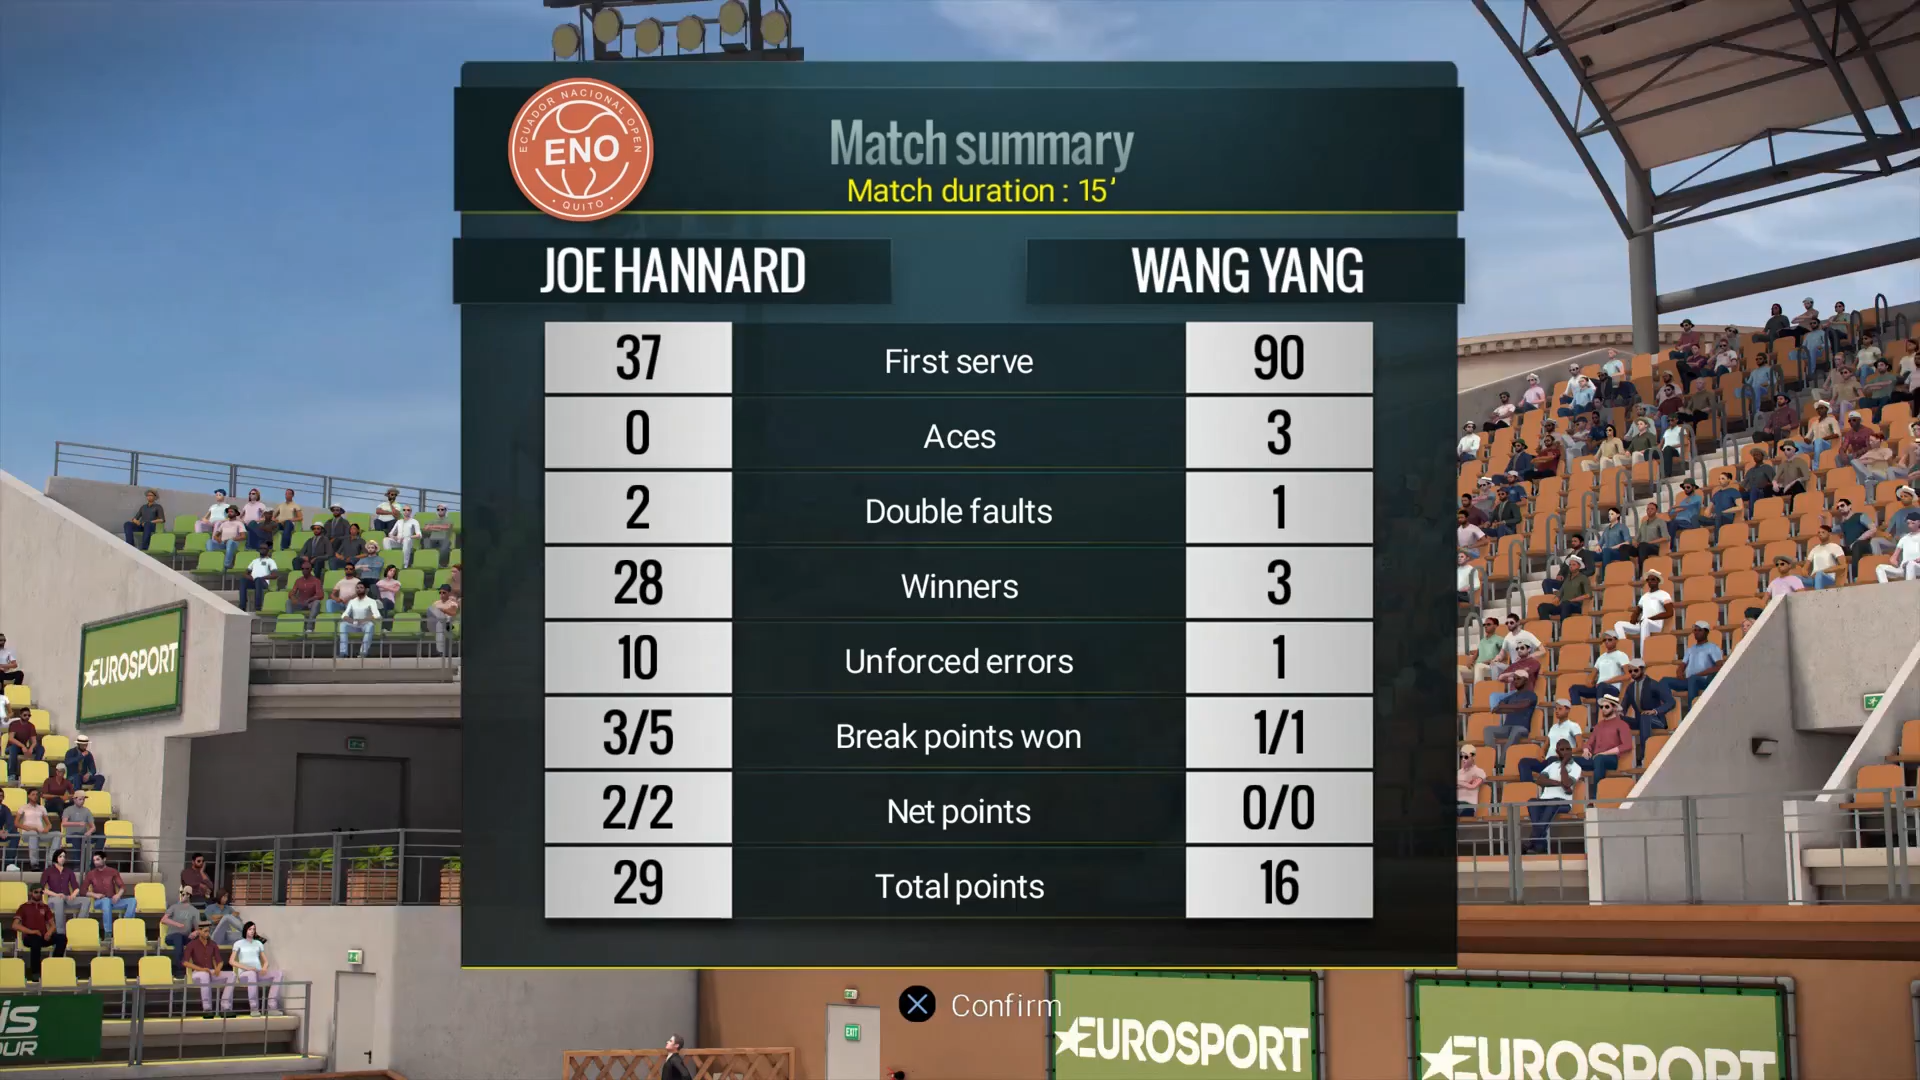 ECUADOR NACIONAL OPEN
ENO
• QUITO •
Match summary
Match duration : 15’
JOE HANNARD
WANG YANG
37 First serve 90
0 Aces 3
2 Double faults 1
28 Winners 3
10 Unforced errors 1
3/5 Break points won 1/1
2/2 Net points 0/0
29 Total points 16
Confirm
EUROSPORT
EUROSPORT
EUROSPORT
EXIT